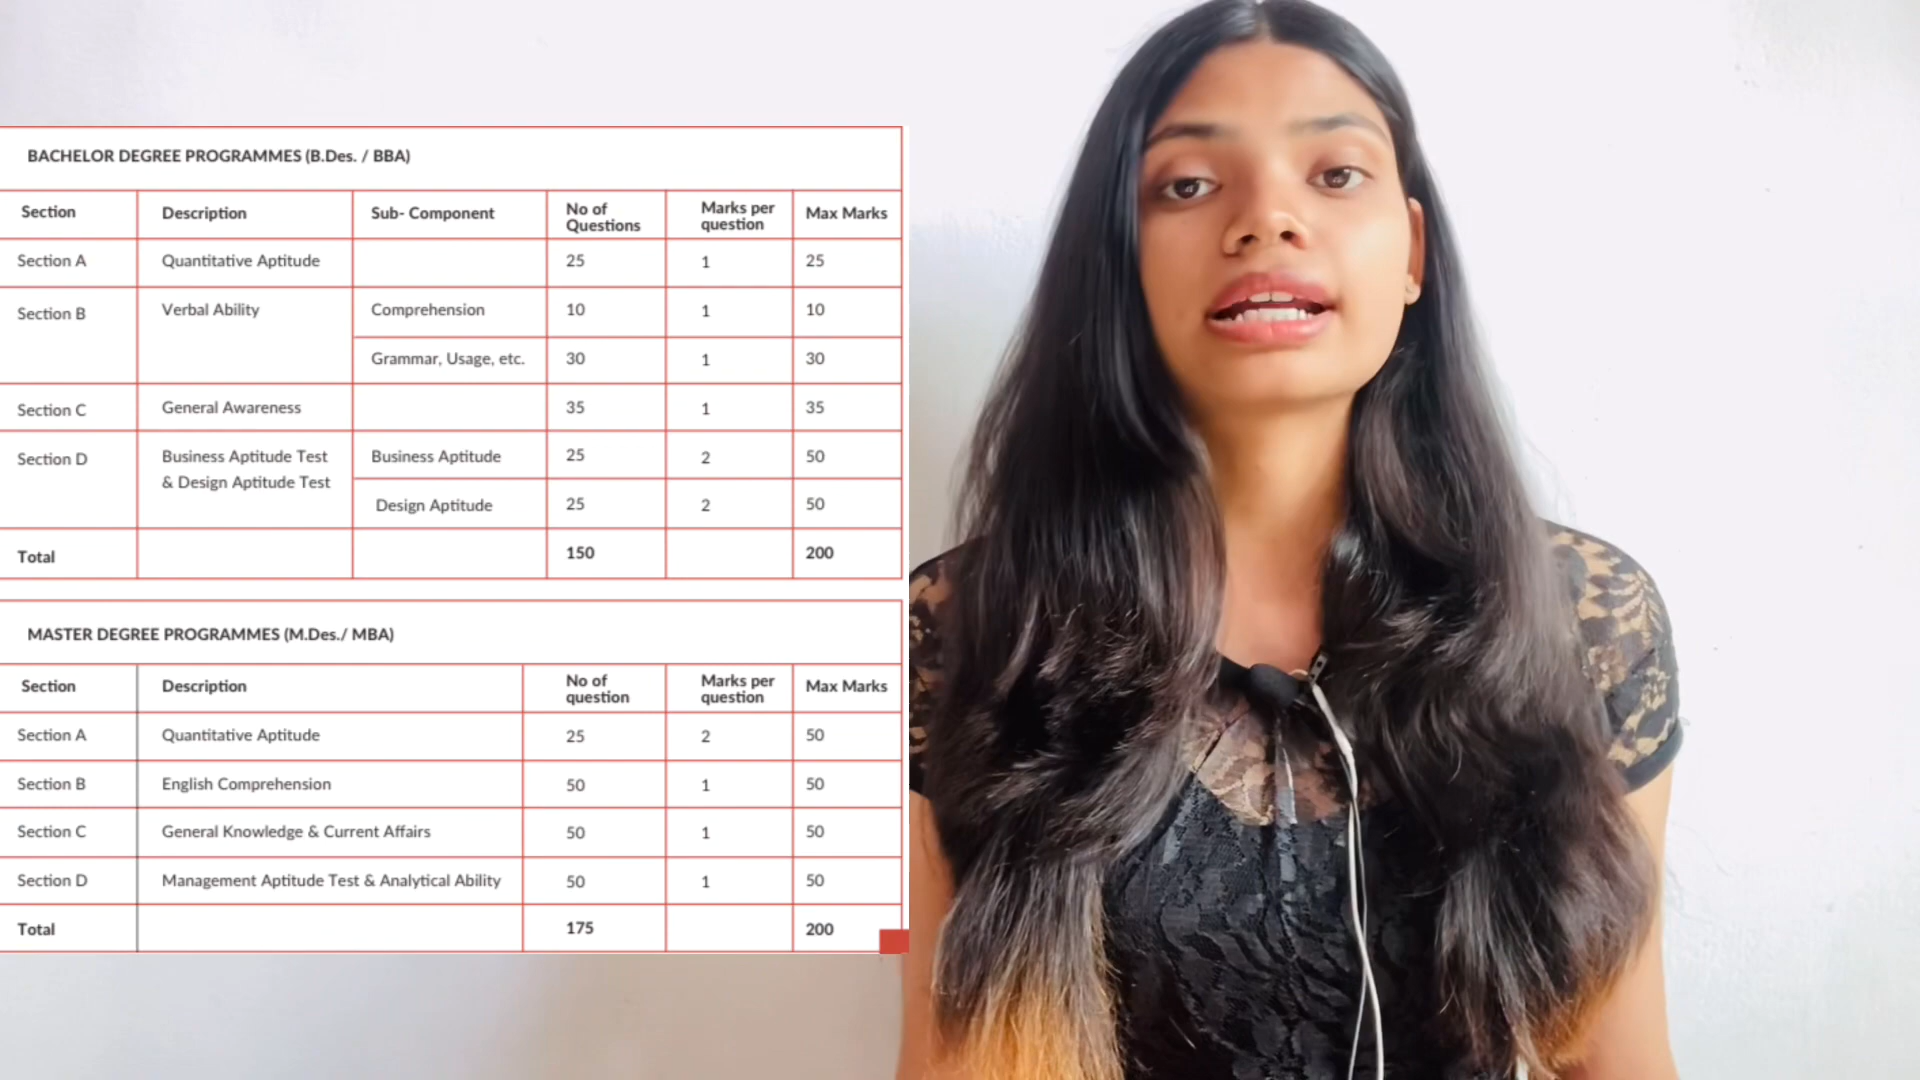 BACHELOR DEGREE PROGRAMMES (B.Des. / BBA)
Section Description Sub- Component No of Questions Marks per question Max Marks
Section A Quantitative Aptitude 25 1 25
Section B Verbal Ability Comprehension 10 1 10
Grammar, Usage, etc. 30 1 30
Section C General Awareness 35 1 35
Section D Business Aptitude Test & Design Aptitude Test Business Aptitude 25 2 50
Design Aptitude 25 2 50
Total 150 200
MASTER DEGREE PROGRAMMES (M.Des./ MBA)
Section Description No of question Marks per question Max Marks
Section A Quantitative Aptitude 25 2 50
Section B English Comprehension 50 1 50
Section C General Knowledge & Current Affairs 50 1 50
Section D Management Aptitude Test & Analytical Ability 50 1 50
Total 175 200